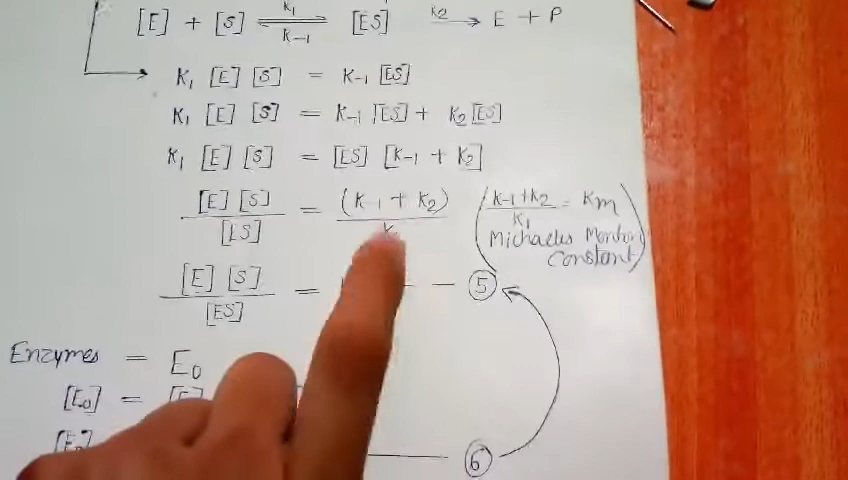 [E] + [S] ⇌ [ES] → E + P
K1 K-1 K2
K1 [E] [S] = K-1 [ES]
K1 [E] [S] = K-1 [ES] + K2 [ES]
K1 [E] [S] = [ES] [K-1 + K2]
[E] [S] / [ES] = (K-1 + K2) / K
(K-1+K2 / K1 = Km
Michaelis
Constant)
[E] [S] / [ES] = — 5
Enzymes = E0
[E0] = [E]
6